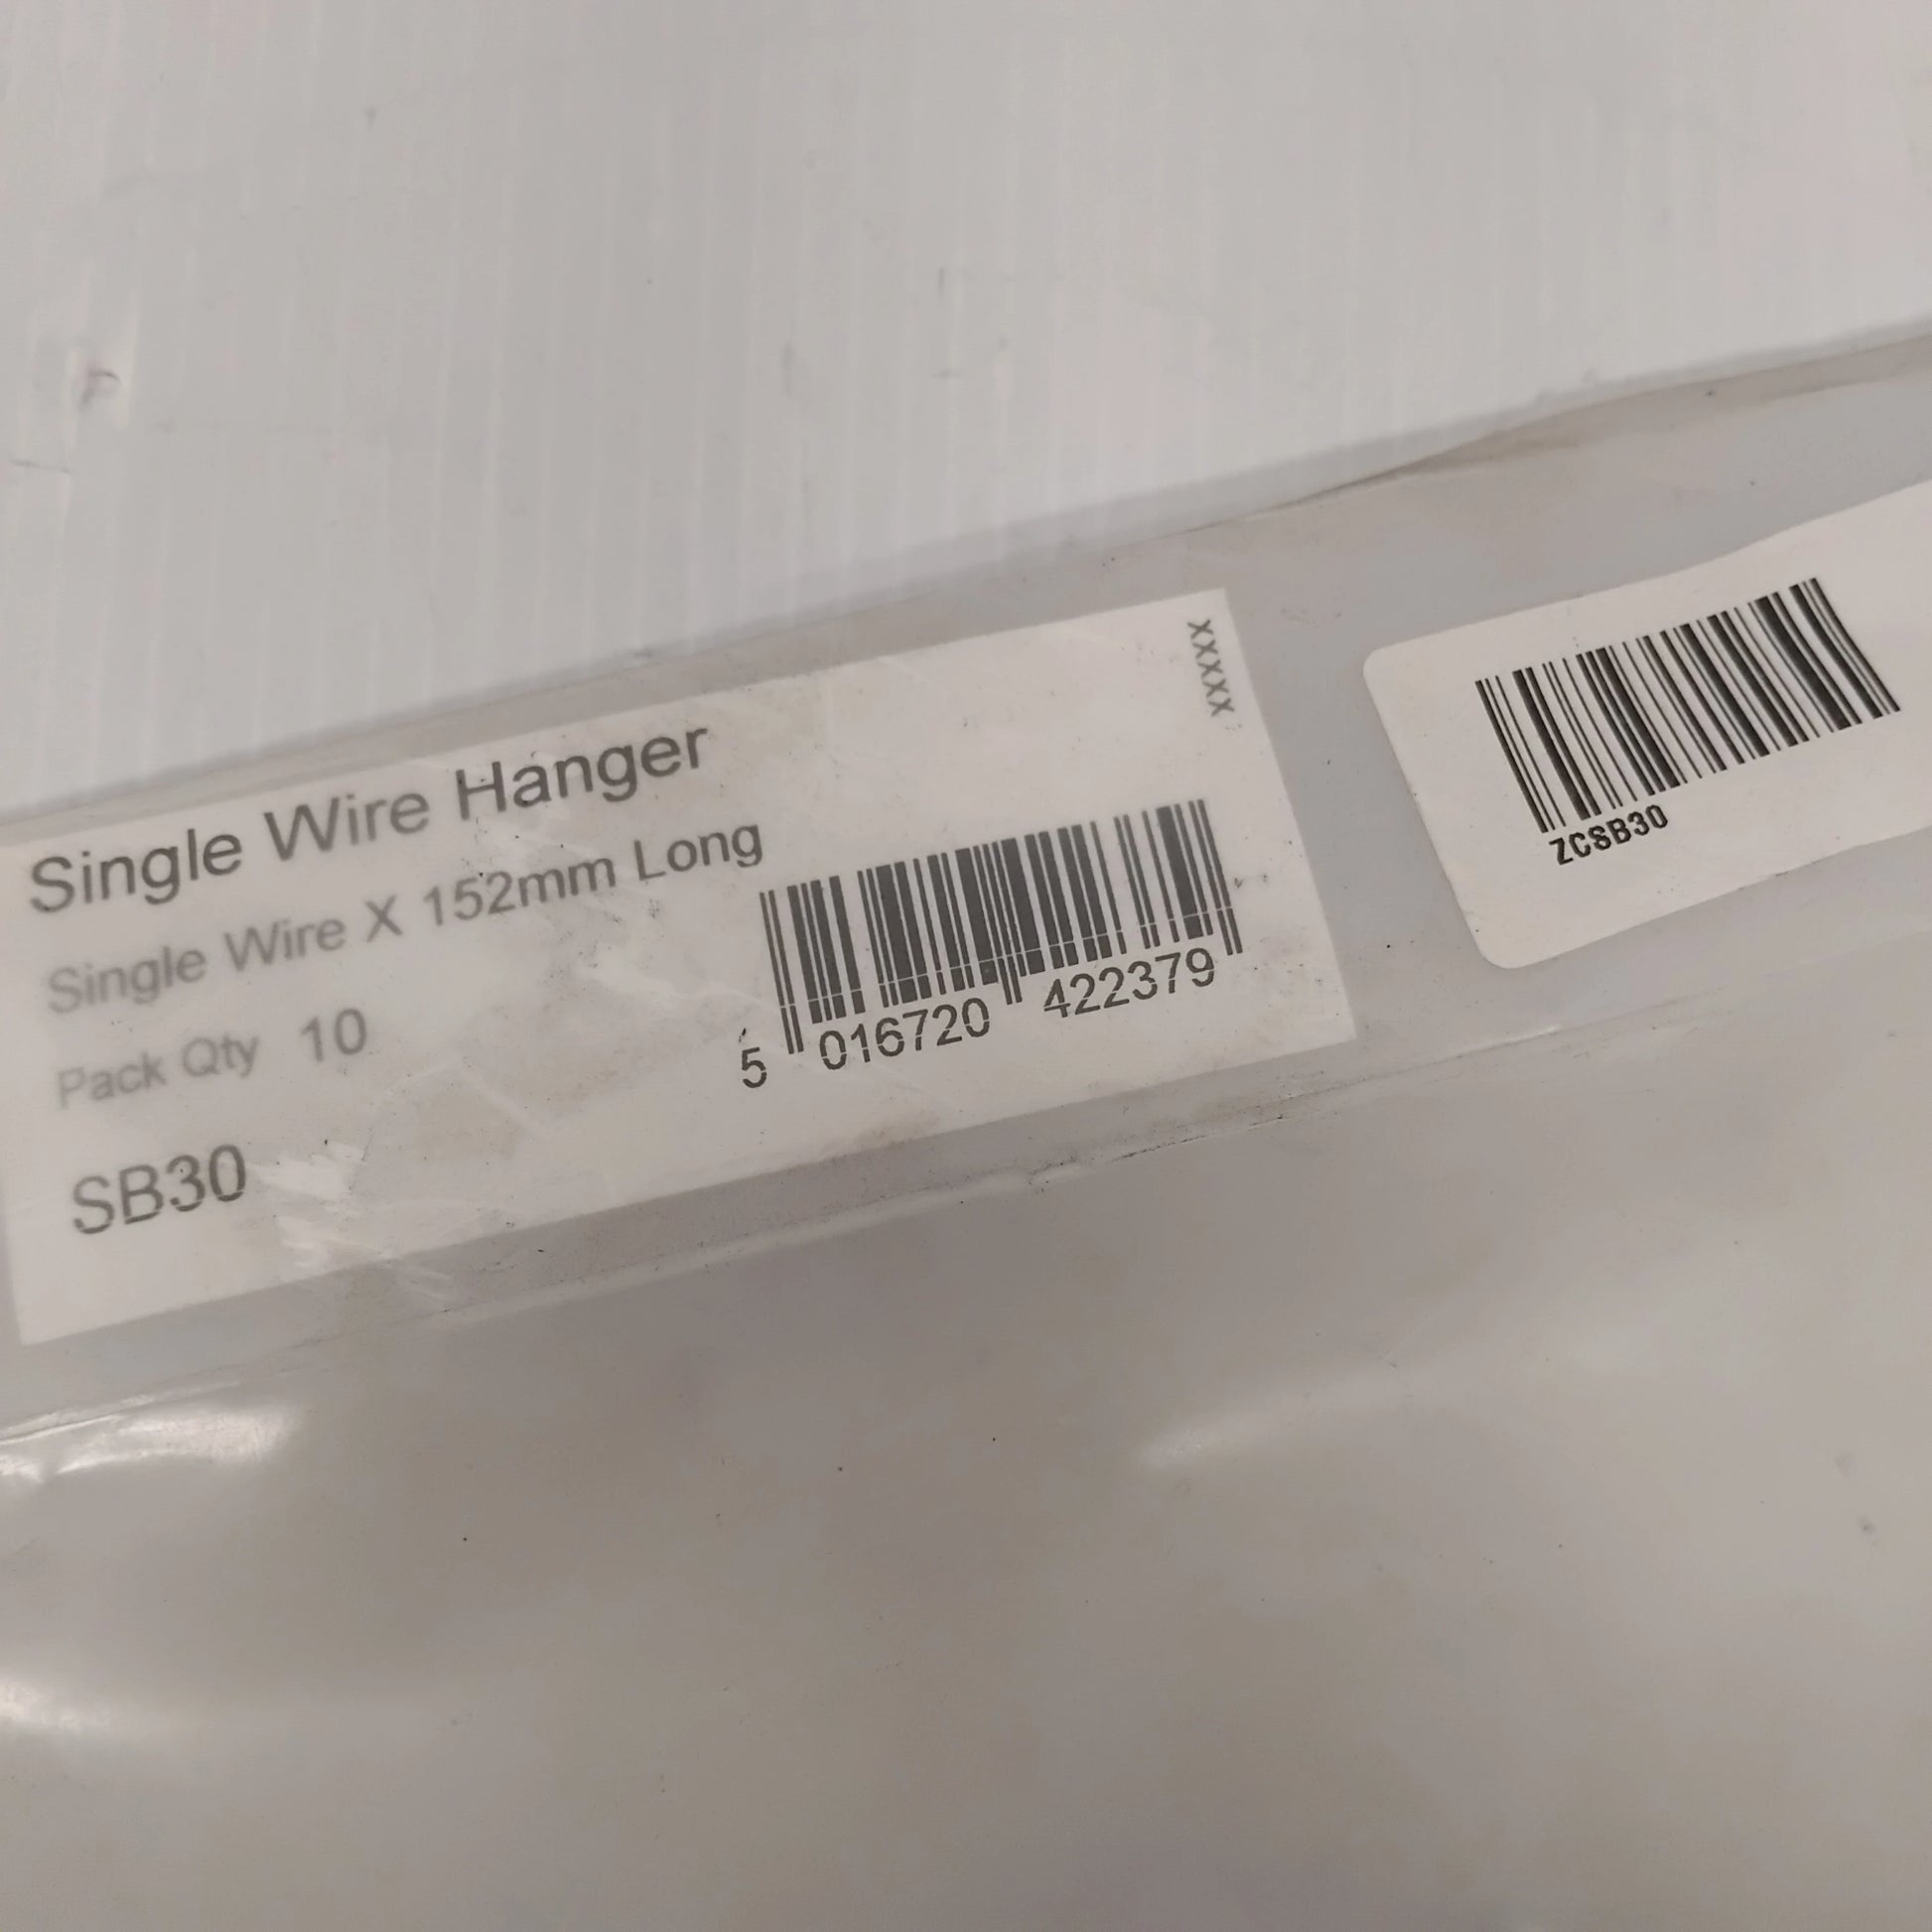 Single Wire Hanger
Single Wire X 152mm Long
Pack Qty 10
SB30
XXXXX
5 016720 422379
ZCSB30